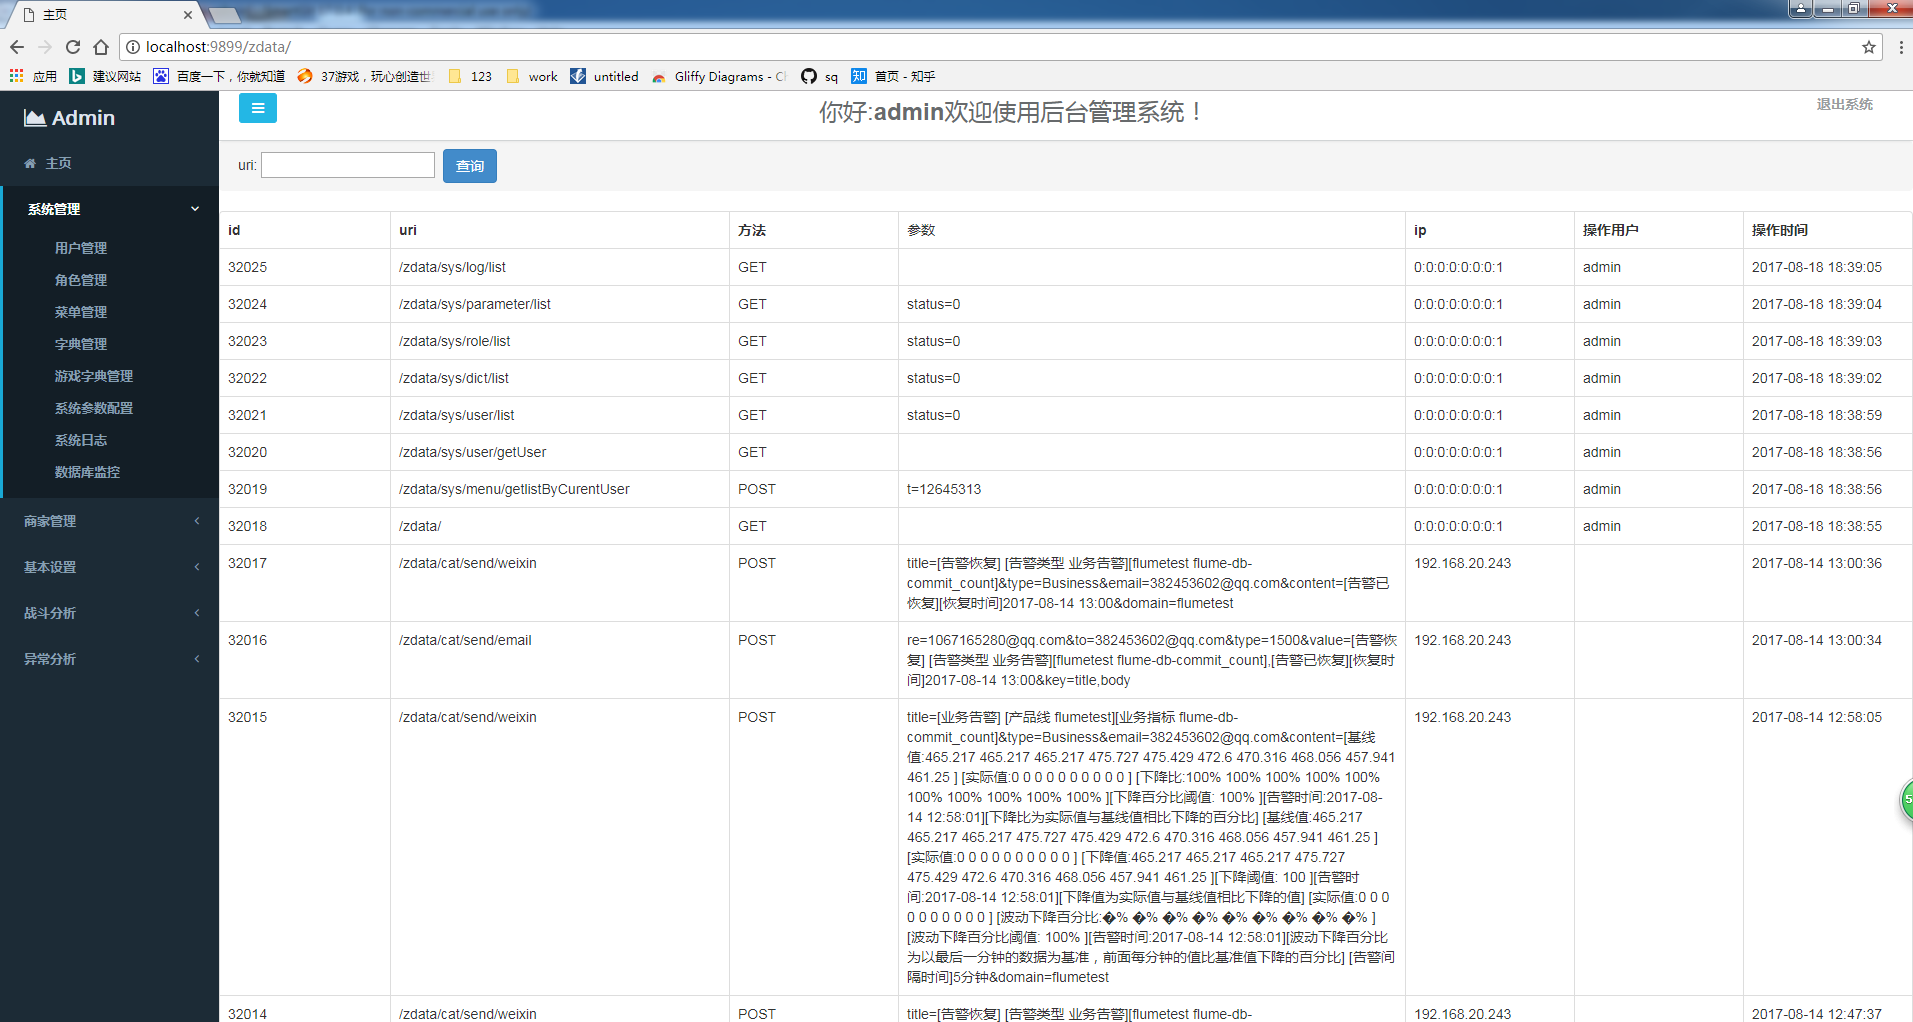 主页
localhost:9899/zdata/
应用 建议网站 百度一下，你就知道 37游戏，玩心创造世 123 work untitled Gliffy Diagrams - Ch sq 知 首页 - 知乎
Admin
你好:admin欢迎使用后台管理系统！
退出系统
主页
系统管理
用户管理
角色管理
菜单管理
字典管理
游戏字典管理
系统参数配置
系统日志
数据库监控
商家管理
基本设置
战斗分析
异常分析
uri: 查询
id uri 方法 参数 ip 操作用户 操作时间
32025 /zdata/sys/log/list GET 0:0:0:0:0:0:0:1 admin 2017-08-18 18:39:05
32024 /zdata/sys/parameter/list GET status=0 0:0:0:0:0:0:0:1 admin 2017-08-18 18:39:04
32023 /zdata/sys/role/list GET status=0 0:0:0:0:0:0:0:1 admin 2017-08-18 18:39:03
32022 /zdata/sys/dict/list GET status=0 0:0:0:0:0:0:0:1 admin 2017-08-18 18:39:02
32021 /zdata/sys/user/list GET status=0 0:0:0:0:0:0:0:1 admin 2017-08-18 18:38:59
32020 /zdata/sys/user/getUser GET 0:0:0:0:0:0:0:1 admin 2017-08-18 18:38:56
32019 /zdata/sys/menu/getlistByCurentUser POST t=12645313 0:0:0:0:0:0:0:1 admin 2017-08-18 18:38:56
32018 /zdata/ GET 0:0:0:0:0:0:0:1 admin 2017-08-18 18:38:55
32017 /zdata/cat/send/weixin POST title=[告警恢复] [告警类型 业务告警][flumetest flume-db- 192.168.20.243 2017-08-14 13:00:36
commit_count]&type=Business&email=382453602@qq.com&content=[告警已
恢复][恢复时间]2017-08-14 13:00&domain=flumetest
32016 /zdata/cat/send/email POST re=1067165280@qq.com&to=382453602@qq.com&type=1500&value=[告警恢 192.168.20.243 2017-08-14 13:00:34
复] [告警类型 业务告警][flumetest flume-db-commit_count],[告警已恢复][恢复时
间]2017-08-14 13:00&key=title,body
32015 /zdata/cat/send/weixin POST title=[业务告警] [产品线 flumetest][业务指标 flume-db- 192.168.20.243 2017-08-14 12:58:05
commit_count]&type=Business&email=382453602@qq.com&content=[基线
值:465.217 465.217 465.217 475.727 475.429 472.6 470.316 468.056 457.941
461.25 ] [实际值:0 0 0 0 0 0 0 0 0 0 ] [下降比:100% 100% 100% 100% 100%
100% 100% 100% 100% 100% ][下降百分比阈值: 100% ][告警时间:2017-08-
14 12:58:01][下降比为实际值与基线值相比下降的百分比] [基线值:465.217
465.217 465.217 475.727 475.429 472.6 470.316 468.056 457.941 461.25 ]
[实际值:0 0 0 0 0 0 0 0 0 0 ] [下降值:465.217 465.217 465.217 475.727
475.429 472.6 470.316 468.056 457.941 461.25 ][下降阈值: 100 ][告警时
间:2017-08-14 12:58:01][下降值为实际值与基线值相比下降的值] [实际值:0 0 0
0 0 0 0 0 0 0 ] [波动下降百分比:�% �% �% �% �% �% �% �% �% ]
[波动下降百分比阈值: 100% ][告警时间:2017-08-14 12:58:01][波动下降百分比
为以最后一分钟的数据为基准，前面每分钟的值比基准值下降的百分比] [告警间
隔时间]5分钟&domain=flumetest
32014 /zdata/cat/send/weixin POST title=[告警恢复] [告警类型 业务告警][flumetest flume-db- 192.168.20.243 2017-08-14 12:47:37